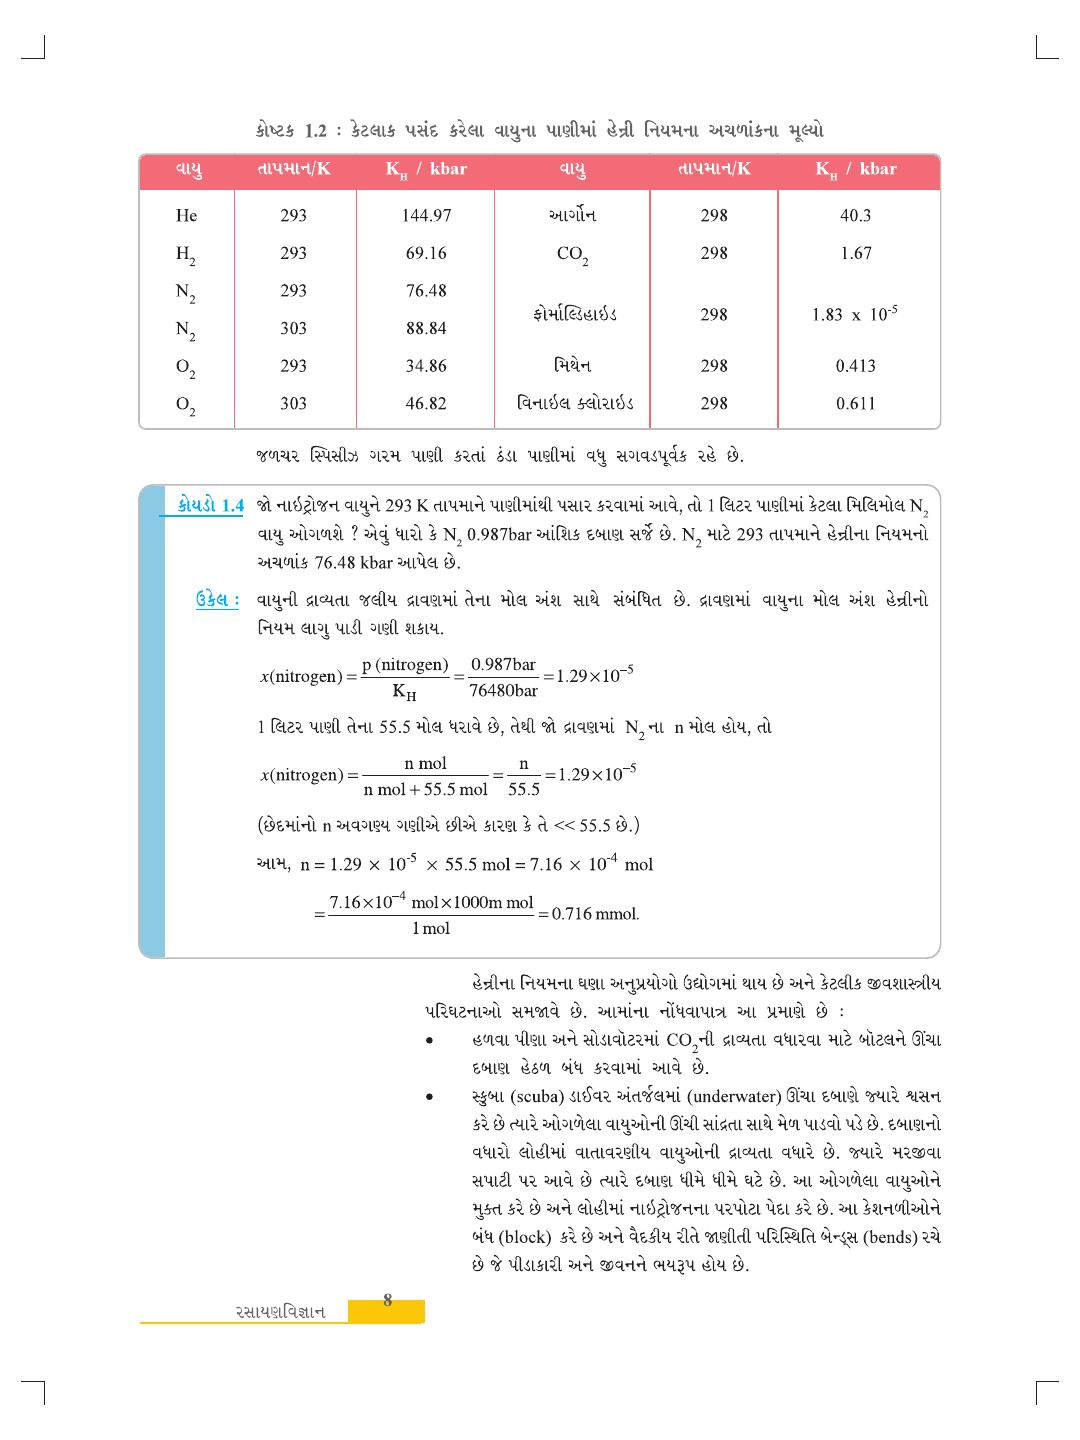 કોષ્ટક 1.2 : કેટલાક પસંદ કરેલા વાયુના પાણીમાં હેન્રી નિયમના અચળાંકના મૂલ્યો
વાયુ તાપમાન/K K_H / kbar વાયુ તાપમાન/K K_H / kbar
He 293 144.97 આર્ગોન 298 40.3
H₂ 293 69.16 CO₂ 298 1.67
N₂ 293 76.48
ફોર્માલ્ડિહાઇડ 298 1.83 x 10⁻⁵
N₂ 303 88.84
O₂ 293 34.86 મિથેન 298 0.413
O₂ 303 46.82 વિનાઇલ ક્લોરાઇડ 298 0.611
જળચર સ્પિસીઝ ગરમ પાણી કરતાં ઠંડા પાણીમાં વધુ સગવડપૂર્વક રહે છે.
કોયડો 1.4 જો નાઇટ્રોજન વાયુને 293 K તાપમાને પાણીમાંથી પસાર કરવામાં આવે, તો 1 લિટર પાણીમાં કેટલા મિલિમોલ N₂
વાયુ ઓગળશે ? એવું ધારો કે N₂ 0.987bar આંશિક દબાણ સર્જે છે. N₂ માટે 293 તાપમાને હેન્રીના નિયમનો
અચળાંક 76.48 kbar આપેલ છે.
ઉકેલ : વાયુની દ્રાવ્યતા જલીય દ્રાવણમાં તેના મોલ અંશ સાથે સંબંધિત છે. દ્રાવણમાં વાયુના મોલ અંશ હેન્રીનો
નિયમ લાગુ પાડી ગણી શકાય.
x(nitrogen) = p (nitrogen) / K_H = 0.987bar / 76480bar = 1.29×10⁻⁵
1 લિટર પાણી તેના 55.5 મોલ ધરાવે છે, તેથી જો દ્રાવણમાં N₂ ના n મોલ હોય, તો
x(nitrogen) = n mol / n mol + 55.5 mol = n / 55.5 = 1.29×10⁻⁵
(છેદમાંનો n અવગણ્ય ગણીએ છીએ કારણ કે તે << 55.5 છે.)
આમ, n = 1.29 × 10⁻⁵ × 55.5 mol = 7.16 × 10⁻⁴ mol
= 7.16×10⁻⁴ mol×1000m mol / 1mol = 0.716 mmol.
હેન્રીના નિયમના ઘણા અનુપ્રયોગો ઉદ્યોગમાં થાય છે અને કેટલીક જીવશાસ્ત્રીય
પરિઘટનાઓ સમજાવે છે. આમાંના નોંધવાપાત્ર આ પ્રમાણે છે :
• હળવા પીણા અને સોડાવૉટરમાં CO₂ની દ્રાવ્યતા વધારવા માટે બૉટલને ઊંચા
દબાણ હેઠળ બંધ કરવામાં આવે છે.
• સ્કુબા (scuba) ડાઈવર અંતર્જલમાં (underwater) ઊંચા દબાણે જ્યારે શ્વસન
કરે છે ત્યારે ઓગળેલા વાયુઓની ઊંચી સાંદ્રતા સાથે મેળ પાડવો પડે છે. દબાણનો
વધારો લોહીમાં વાતાવરણીય વાયુઓની દ્રાવ્યતા વધારે છે. જ્યારે મરજીવા
સપાટી પર આવે છે ત્યારે દબાણ ધીમે ધીમે ઘટે છે. આ ઓગળેલા વાયુઓને
મુક્ત કરે છે અને લોહીમાં નાઇટ્રોજનના પરપોટા પેદા કરે છે. આ કેશનળીઓને
બંધ (block) કરે છે અને વૈદકીય રીતે જાણીતી પરિસ્થિતિ બેન્ડ્સ (bends) રચે
છે જે પીડાકારી અને જીવનને ભયરૂપ હોય છે.
8
રસાયણવિજ્ઞાન